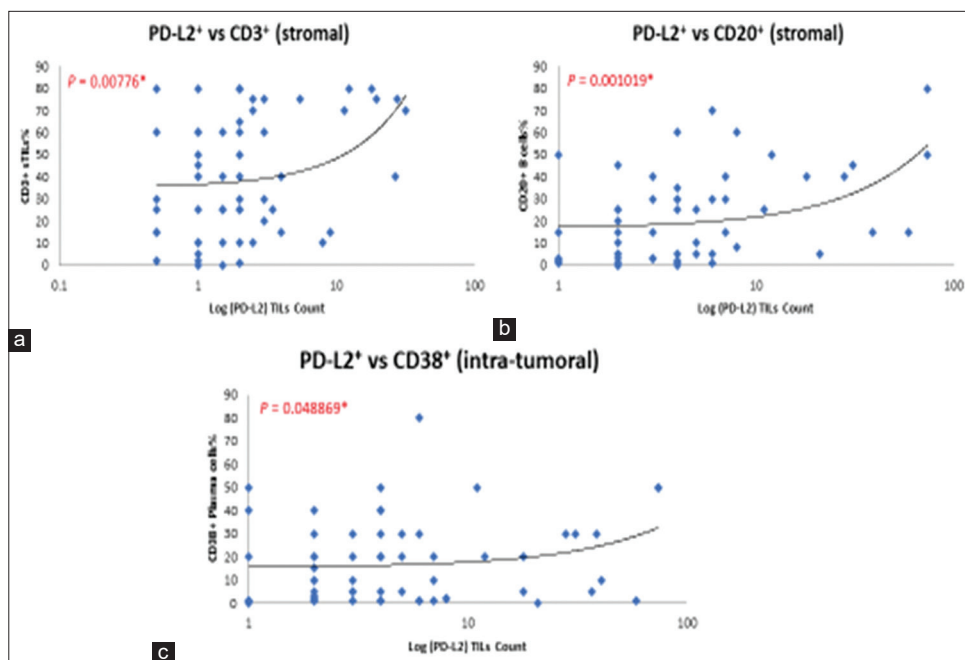 PD-L2⁺ vs CD3⁺ (stromal)
P = 0.00776*
CD3+ sTILs%
90
80
70
60
50
40
30
20
10
0
0.1
1
10
100
Log (PD-L2) TILs Count
a
PD-L2⁺ vs CD20⁺ (stromal)
P = 0.001019*
CD20+ B cells%
90
80
70
60
50
40
30
20
10
0
1
10
100
Log (PD-L2) TILs Count
b
PD-L2⁺ vs CD38⁺ (intra-tumoral)
P = 0.048869*
CD38+ Plasma cells%
90
80
70
60
50
40
30
20
10
0
1
10
100
Log (PD-L2) TILs Count
c